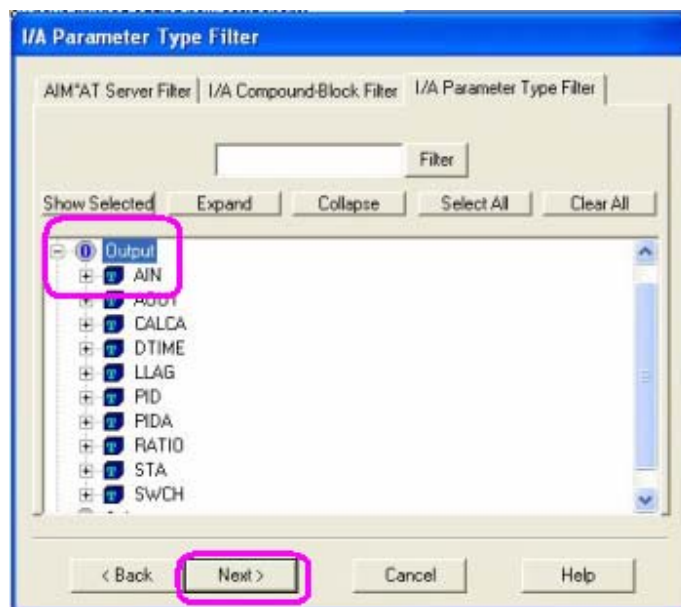 I/A Parameter Type Filter
AIM*AT Server Filter I/A Compound-Block Filter I/A Parameter Type Filter
Filter
Show Selected Expand Collapse Select All Clear All
Output
AIN
AOUT
CALCA
DTIME
LLAG
PID
PIDA
RATIO
STA
SWCH
< Back Next > Cancel Help